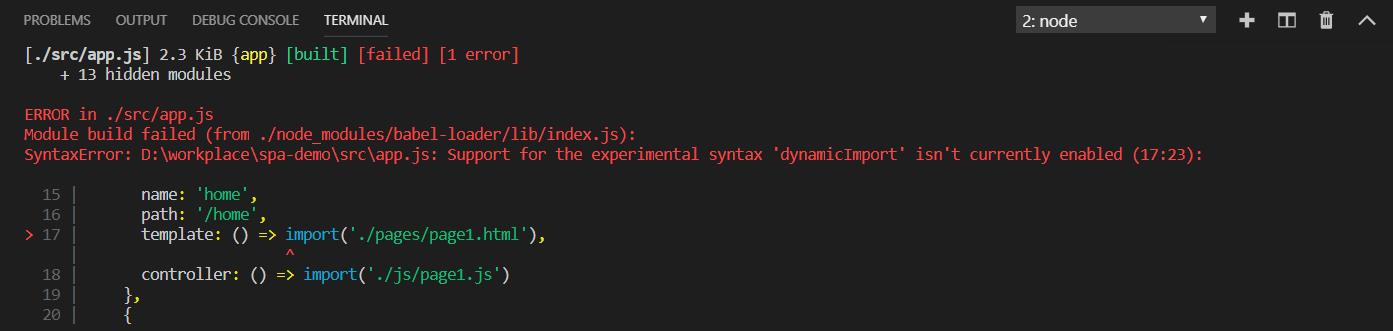 PROBLEMS OUTPUT DEBUG CONSOLE TERMINAL 2: node
[./src/app.js] 2.3 KiB {app} [built] [failed] [1 error]
    + 13 hidden modules
ERROR in ./src/app.js
Module build failed (from ./node_modules/babel-loader/lib/index.js):
SyntaxError: D:\workplace\spa-demo\src\app.js: Support for the experimental syntax 'dynamicImport' isn't currently enabled (17:23):
  15 |       name: 'home',
  16 |       path: '/home',
> 17 |       template: () => import('./pages/page1.html'),
     |                       ^
  18 |       controller: () => import('./js/page1.js')
  19 |     },
  20 |     {